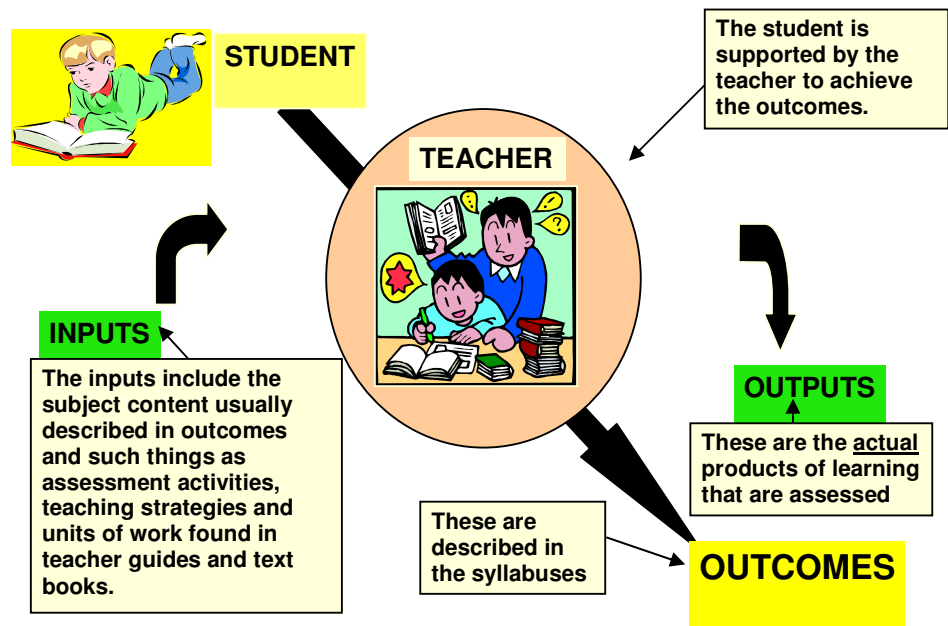 STUDENT
The student is
supported by the
teacher to achieve
the outcomes.
TEACHER
! ?
INPUTS
The inputs include the
subject content usually
described in outcomes
and such things as
assessment activities,
teaching strategies and
units of work found in
teacher guides and text
books.
OUTPUTS
These are the actual
products of learning
that are assessed
These are
described in
the syllabuses
OUTCOMES